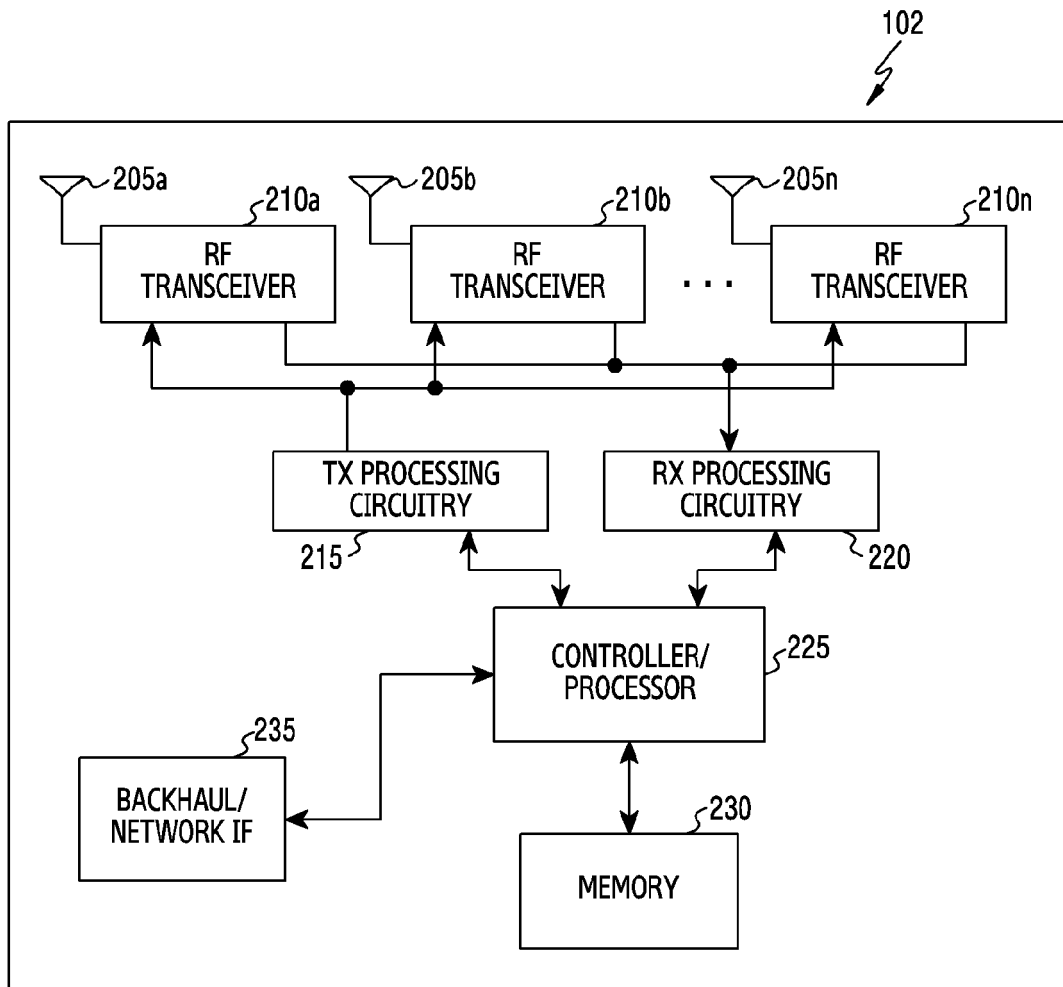 102
205a
205b
205n
210a
210b
210n
RF
TRANSCEIVER
RF
TRANSCEIVER
...
RF
TRANSCEIVER
TX PROCESSING
CIRCUITRY
RX PROCESSING
CIRCUITRY
215
220
CONTROLLER/
PROCESSOR
225
235
BACKHAUL/
NETWORK IF
230
MEMORY